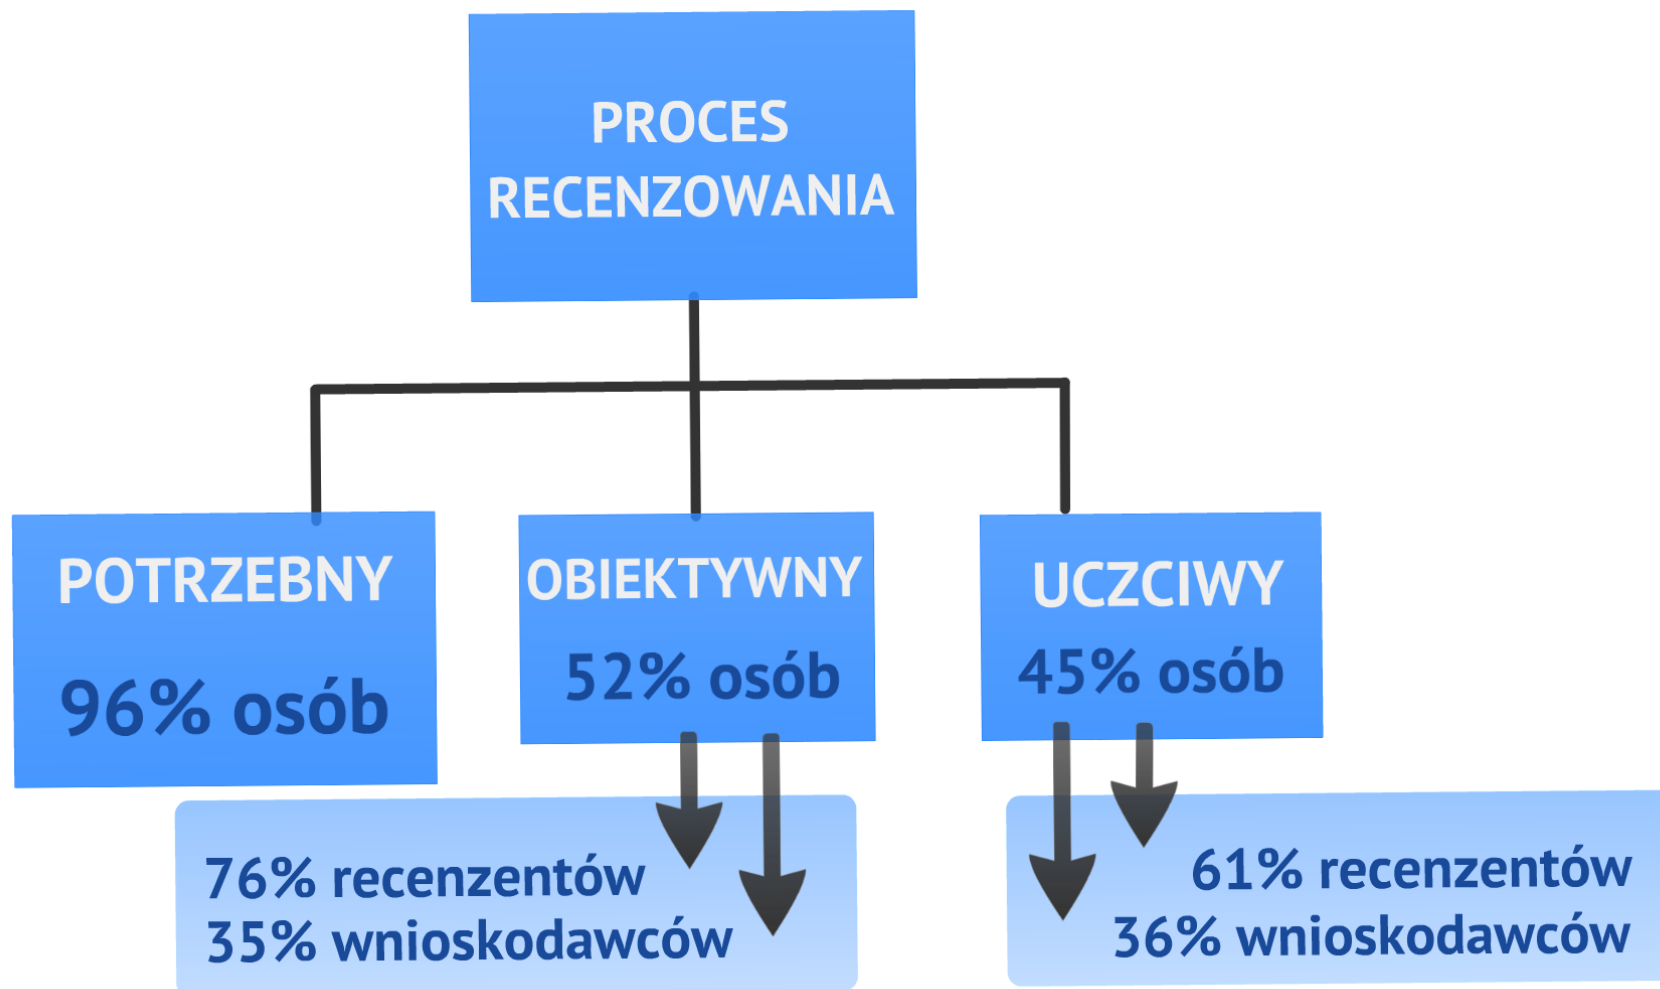 PROCES
RECENZOWANIA
POTRZEBNY
96% osób
OBIEKTYWNY
52% osób
76% recenzentów
35% wnioskodawców
UCZCIWY
45% osób
61% recenzentów
36% wnioskodawców